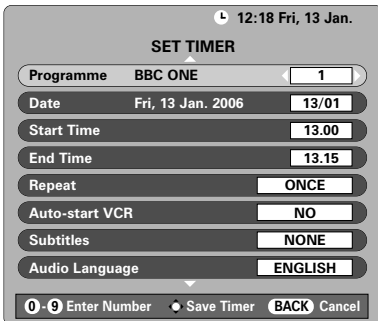 12:18 Fri, 13 Jan.
SET TIMER
Programme BBC ONE 1
Date Fri, 13 Jan. 2006 13/01
Start Time 13.00
End Time 13.15
Repeat ONCE
Auto-start VCR NO
Subtitles NONE
Audio Language ENGLISH
0 - 9 Enter Number Save Timer BACK Cancel